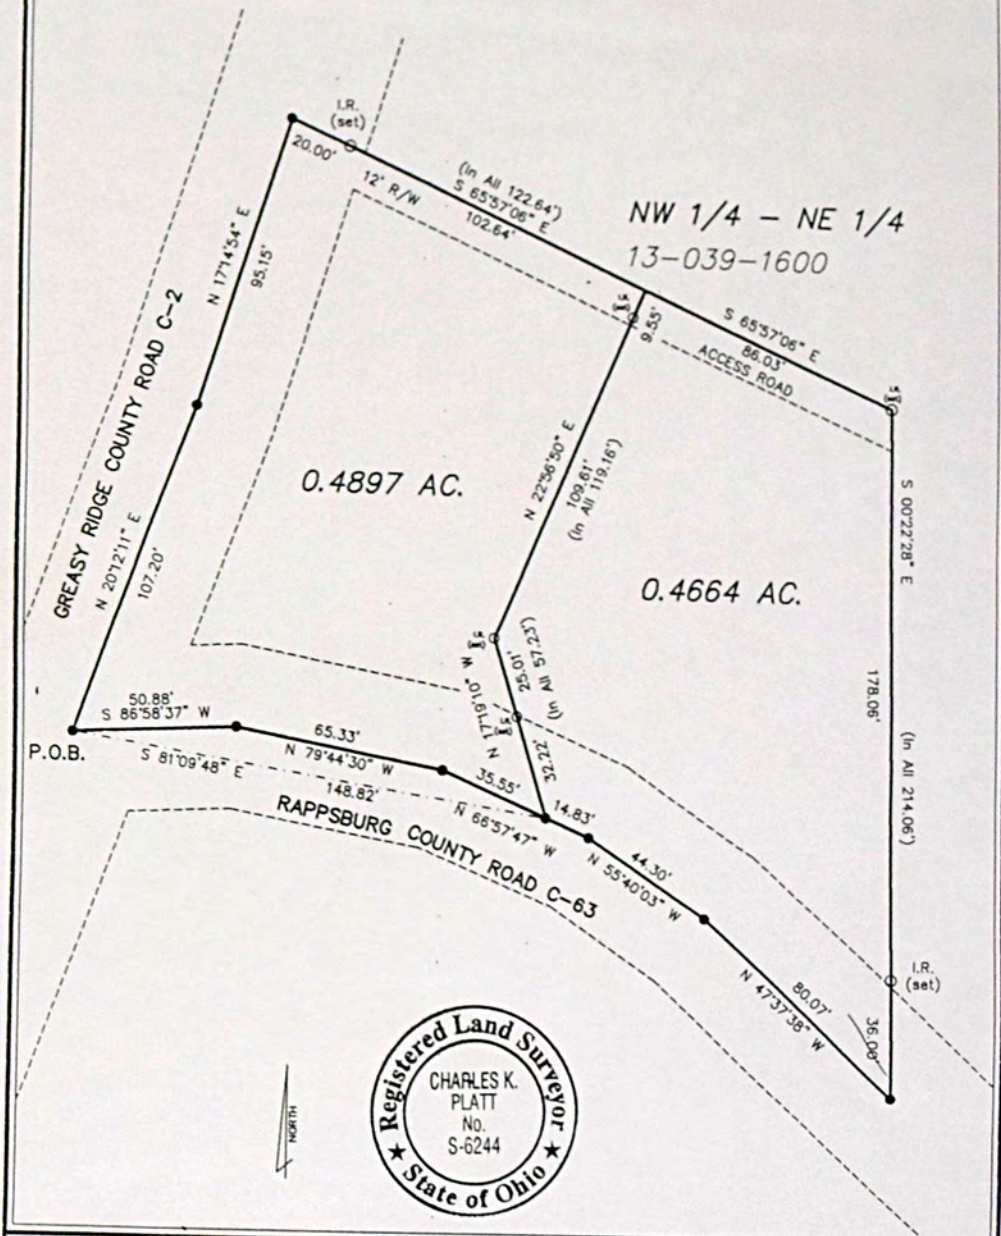 I.R.
(set)
20.00'
12' R/W
(In All 122.64')
S 65°57'06" E
102.64'
NW 1/4 - NE 1/4
13-039-1600
N 17°14'54" E
95.15'
9.55'
S 65°57'06" E
86.03'
ACCESS ROAD
GREASY RIDGE COUNTY ROAD C-2
N 20°12'11" E
107.20'
0.4897 AC.
N 22°56'50" E
109.61'
(In All 119.16')
0.4664 AC.
S 00°22'28" E
178.06'
(In All 214.06')
N 17°19'10" W
25.01'
(In All 57.23')
32.22'
P.O.B.
50.88'
S 86°58'37" W
65.33'
N 79°44'30" W
S 81°09'48" E
148.82'
35.55'
N 66°57'47" W
14.83'
44.30'
N 55°40'03" W
RAPPSBURG COUNTY ROAD C-63
80.07'
N 47°37'38" W
I.R.
(set)
36.00'
NORTH
Registered Land Surveyor
CHARLES K.
PLATT
No.
S-6244
★ State of Ohio ★